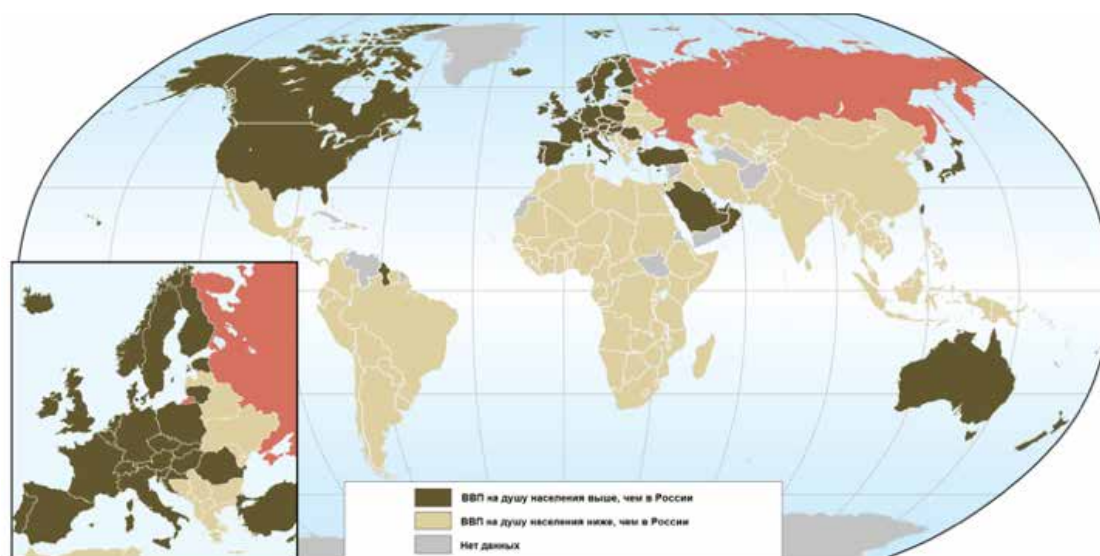 ВВП на душу населения выше, чем в России
ВВП на душу населения ниже, чем в России
Нет данных